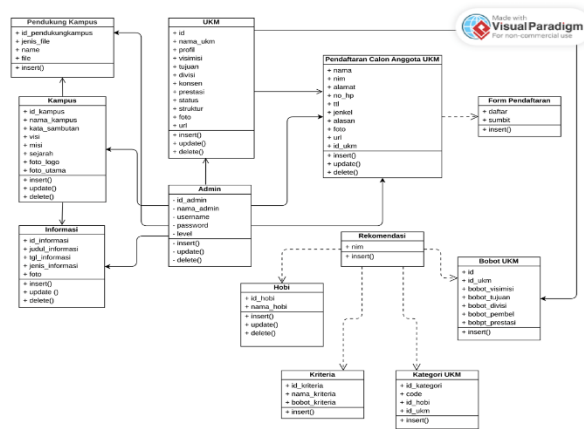 Made with
VisualParadigm
For non-commercial use
Pendukung Kampus
+ id_pendukungkampus
+ jenis_file
+ name
+ file
+ insert()
UKM
+ id
+ nama_ukm
+ profil
+ visimisi
+ tujuan
+ divisi
+ konsen
+ prestasi
+ status
+ struktur
+ foto
+ url
+ insert()
+ update()
+ delete()
Pendaftaran Calon Anggota UKM
+ nama
+ nim
+ alamat
+ no_hp
+ ttl
+ jenkel
+ alasan
+ foto
+ url
+ id_ukm
+ insert()
+ update()
+ delete()
Form Pendaftaran
+ daftar
+ sumbit
+ insert()
Kampus
+ id_kampus
+ nama_kampus
+ kata_sambutan
+ visi
+ misi
+ sejarah
+ foto_logo
+ foto_utama
+ insert()
+ update()
+ delete()
Admin
- id_admin
- nama_admin
- username
- password
- level
- insert()
- update()
- delete()
Informasi
+ id_informasi
+ judul_informasi
+ tgl_informasi
+ jenis_informasi
+ foto
+ insert()
+ update ()
+ delete()
Rekomendasi
+ nim
+ insert()
Bobot UKM
+ id
+ id_ukm
+ bobot_visimisi
+ bobot_tujuan
+ bobot_divisi
+ bobot_pembel
+ bobpt_prestasi
+ insert()
Hobi
+ id_hobi
+ nama_hobi
+ insert()
+ update()
+ delete()
Kriteria
+ id_kriteria
+ nama_kriteria
+ bobot_kriteria
+ insert()
Kategori UKM
+ id_kategori
+ code
+ id_hobi
+ id_ukm
+ insert()